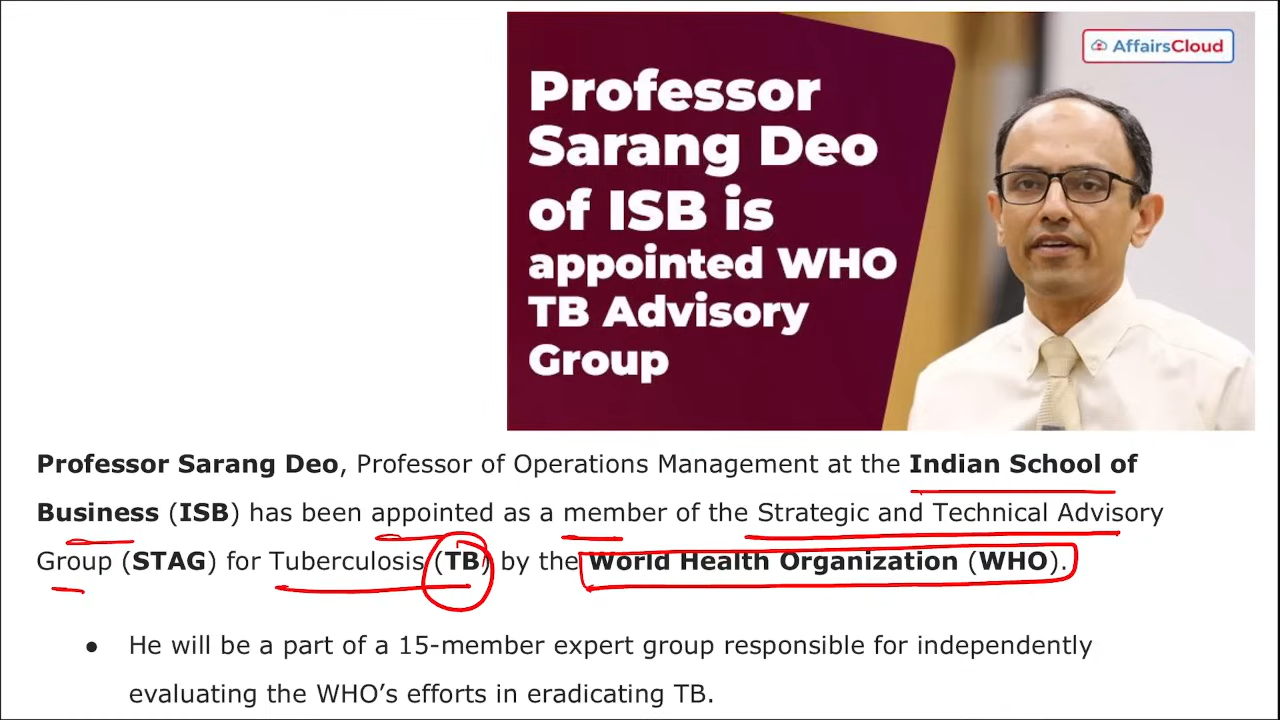 AffairsCloud
Professor
Sarang Deo
of ISB is
appointed WHO
TB Advisory
Group
Professor Sarang Deo, Professor of Operations Management at the Indian School of
Business (ISB) has been appointed as a member of the Strategic and Technical Advisory
Group (STAG) for Tuberculosis (TB) by the World Health Organization (WHO).
● He will be a part of a 15-member expert group responsible for independently
evaluating the WHO’s efforts in eradicating TB.